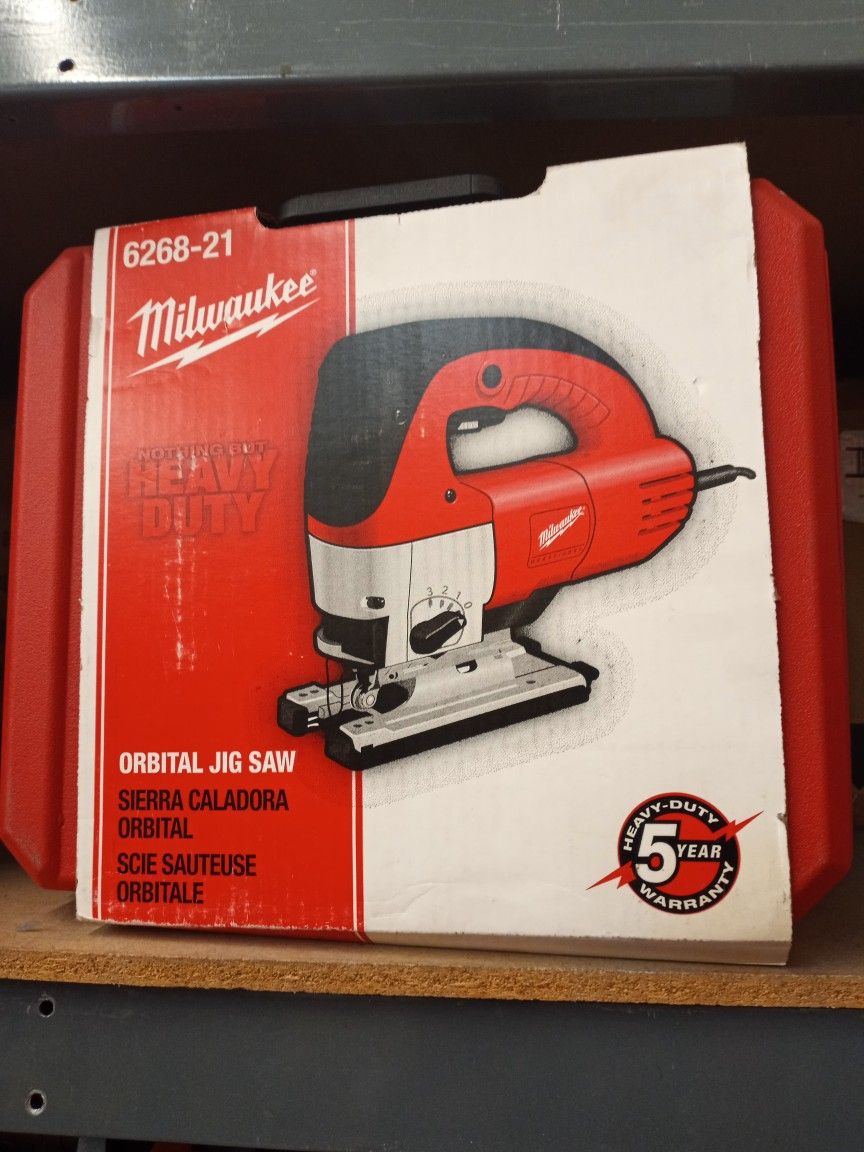 6268-21
Milwaukee®
NOTHING BUT
HEAVY
DUTY
Milwaukee
3 2 1 0
ORBITAL JIG SAW
SIERRA CALADORA
ORBITAL
SCIE SAUTEUSE
ORBITALE
HEAVY-DUTY
5 YEAR
WARRANTY